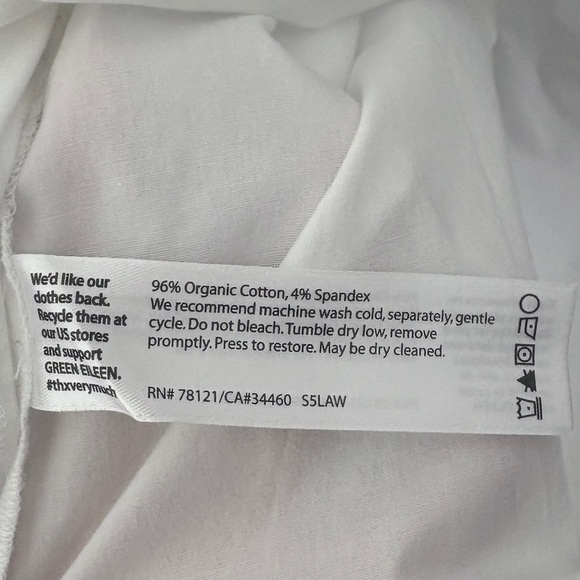 We'd like our
clothes back.
Recycle them at
our US stores
and support
GREEN EILEEN.
#thxverymuch
96% Organic Cotton, 4% Spandex
We recommend machine wash cold, separately, gentle
cycle. Do not bleach. Tumble dry low, remove
promptly. Press to restore. May be dry cleaned.
RN# 78121/CA#34460 S5LAW